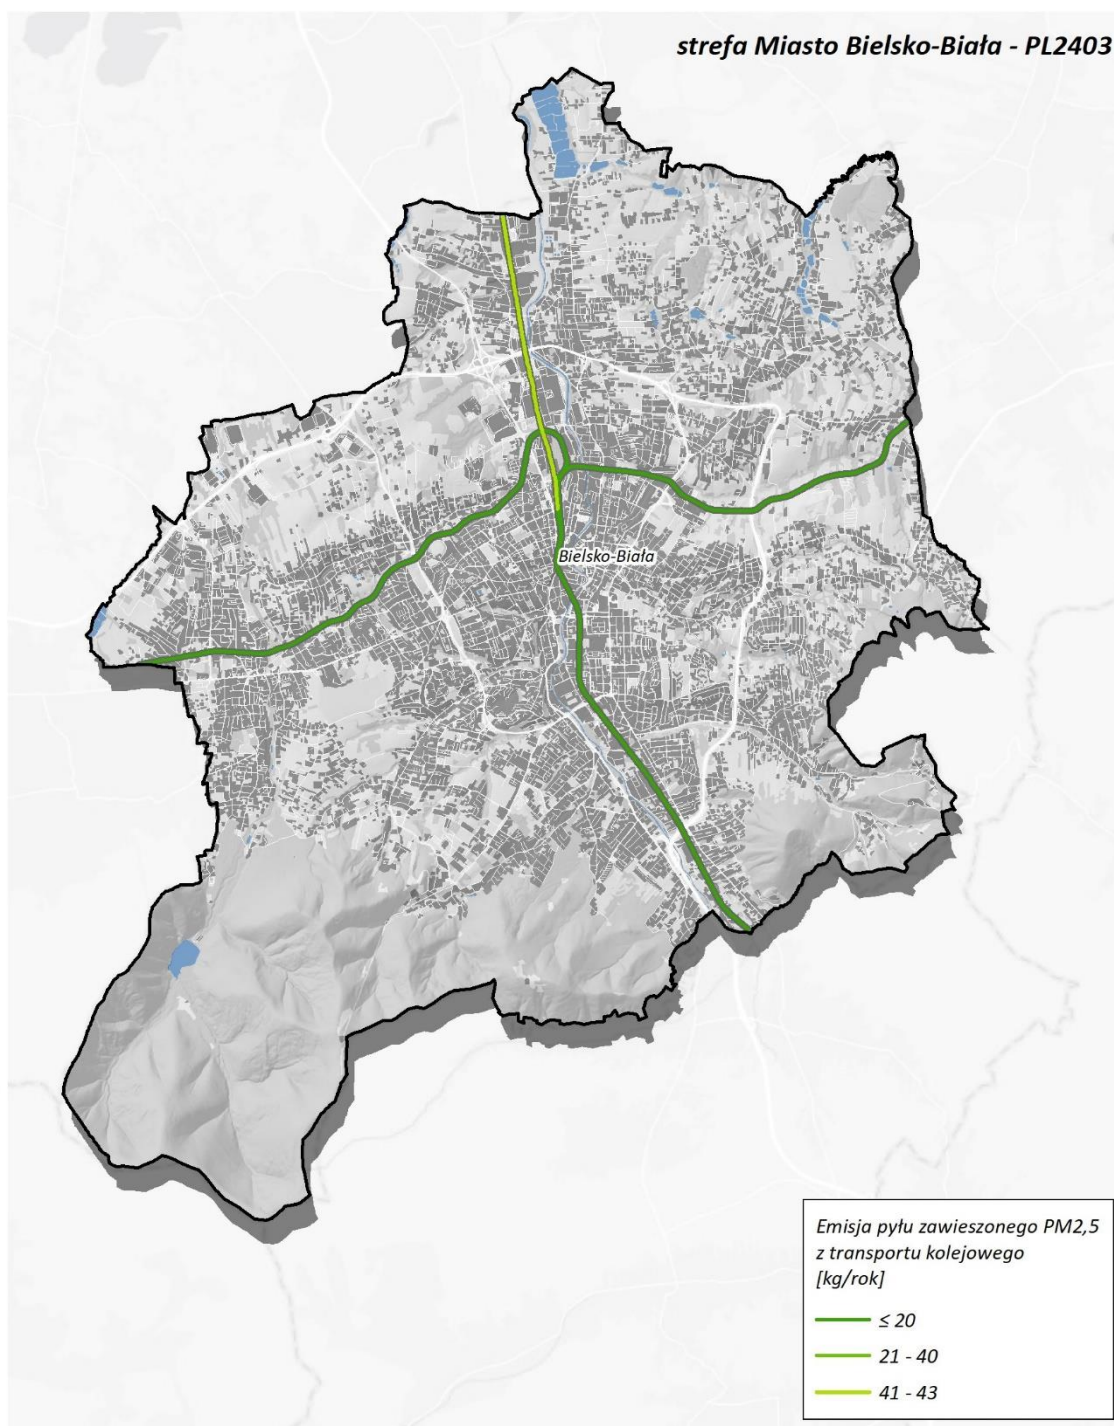 strefa Miasto Bielsko-Biała - PL2403
Bielsko-Biała
Emisja pyłu zawieszonego PM2,5
z transportu kolejowego
[kg/rok]
≤ 20
21 - 40
41 - 43